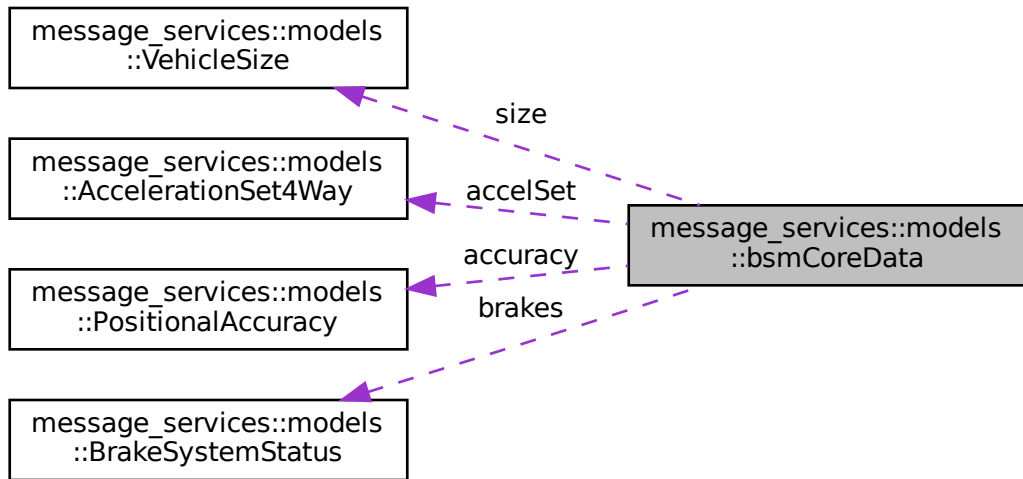 message_services::models
::VehicleSize
size
message_services::models
::AccelerationSet4Way
accelSet
message_services::models
::bsmCoreData
accuracy
message_services::models
::PositionalAccuracy
brakes
message_services::models
::BrakeSystemStatus